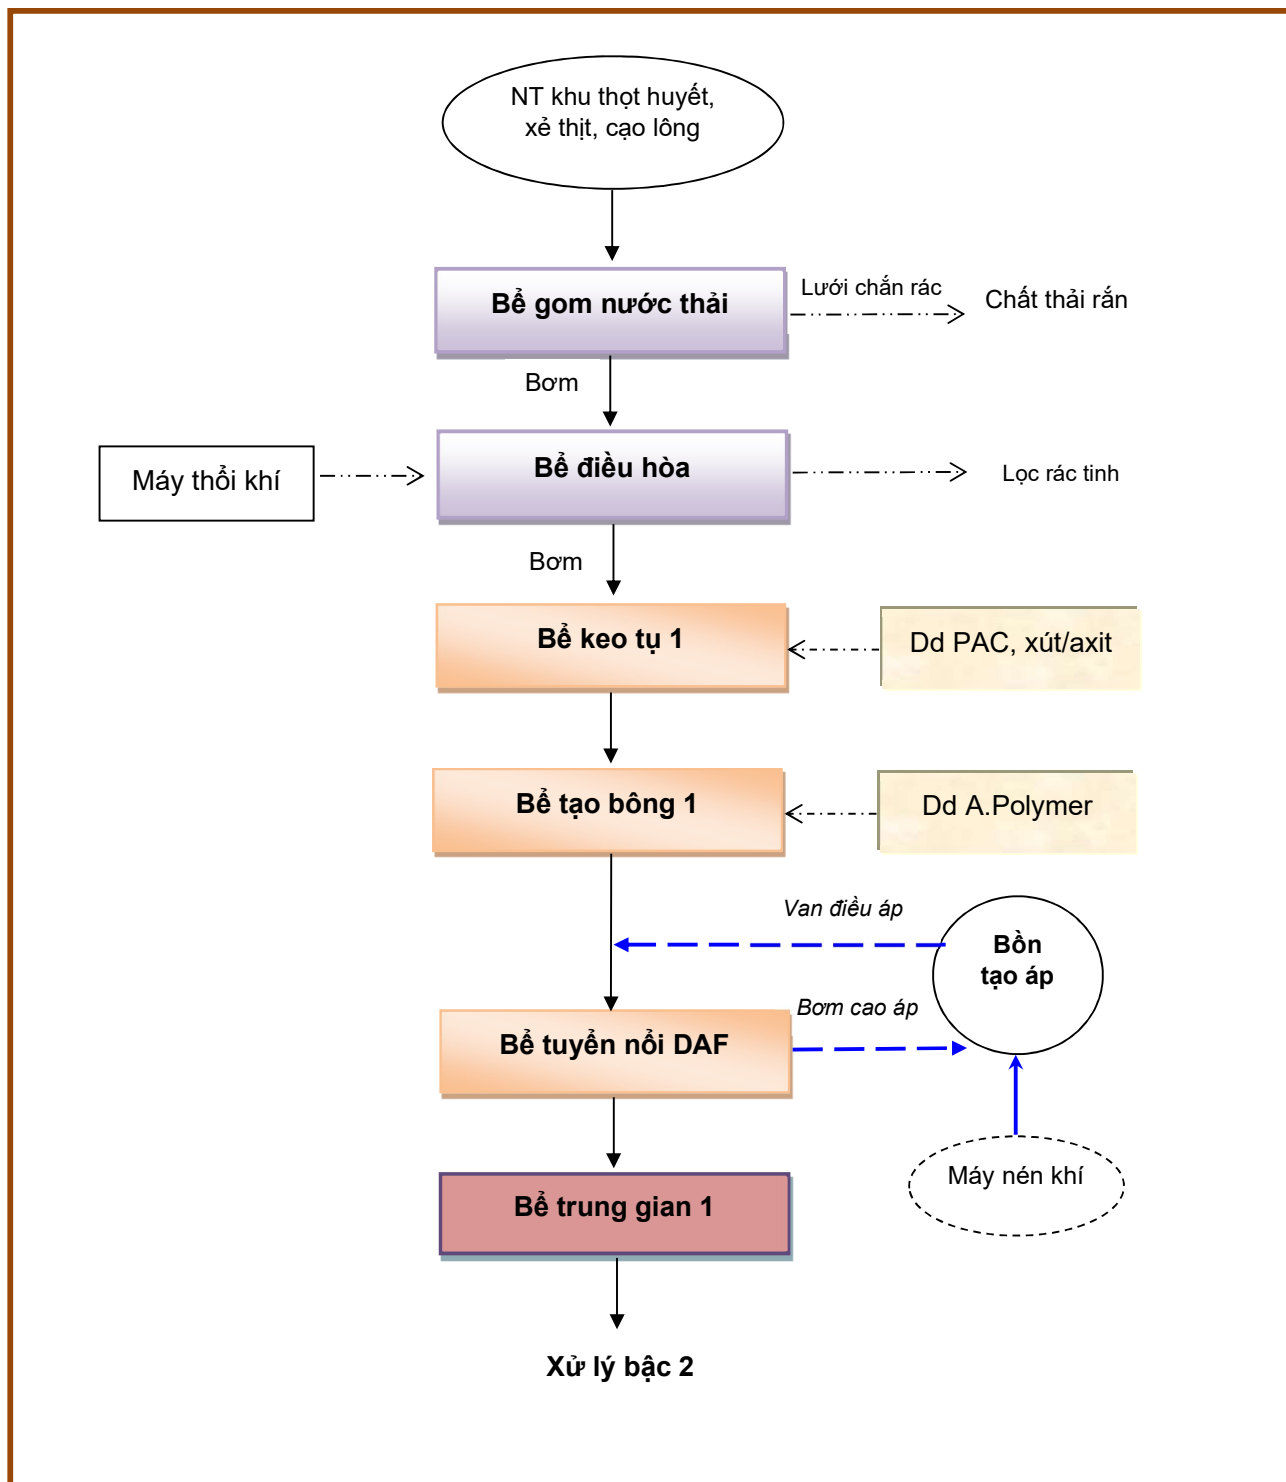 NT khu thọt huyết,
xẻ thịt, cạo lông
Bể gom nước thải
Lưới chắn rác
Chất thải rắn
Bơm
Máy thổi khí
Bể điều hòa
Lọc rác tinh
Bơm
Bể keo tụ 1
Dd PAC, xút/axit
Bể tạo bông 1
Dd A.Polymer
Van điều áp
Bồn
tạo áp
Bơm cao áp
Bể tuyển nổi DAF
Máy nén khí
Bể trung gian 1
Xử lý bậc 2